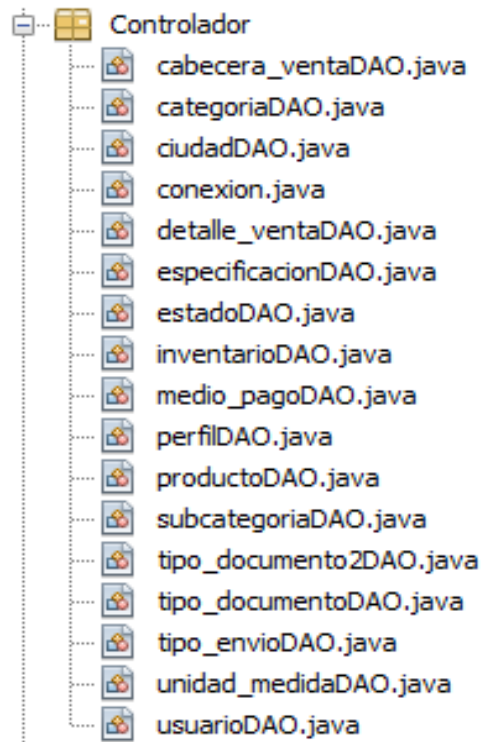 Controlador
cabecera_ventaDAO.java
categoriaDAO.java
ciudadDAO.java
conexion.java
detalle_ventaDAO.java
especificacionDAO.java
estadoDAO.java
inventarioDAO.java
medio_pagoDAO.java
perfilDAO.java
productoDAO.java
subcategoriaDAO.java
tipo_documento2DAO.java
tipo_documentoDAO.java
tipo_envioDAO.java
unidad_medidaDAO.java
usuarioDAO.java